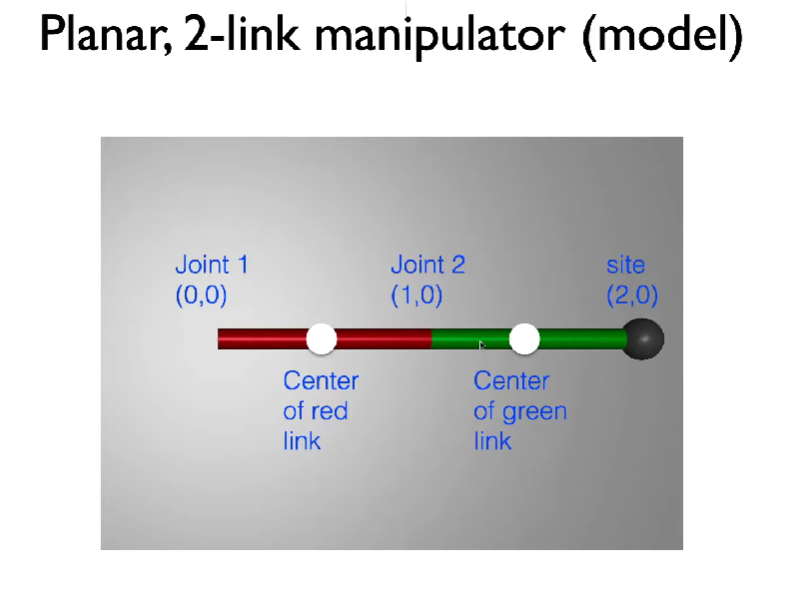 Planar, 2-link manipulator (model)
Joint 1
(0,0)
Joint 2
(1,0)
site
(2,0)
Center
of red
link
Center
of green
link